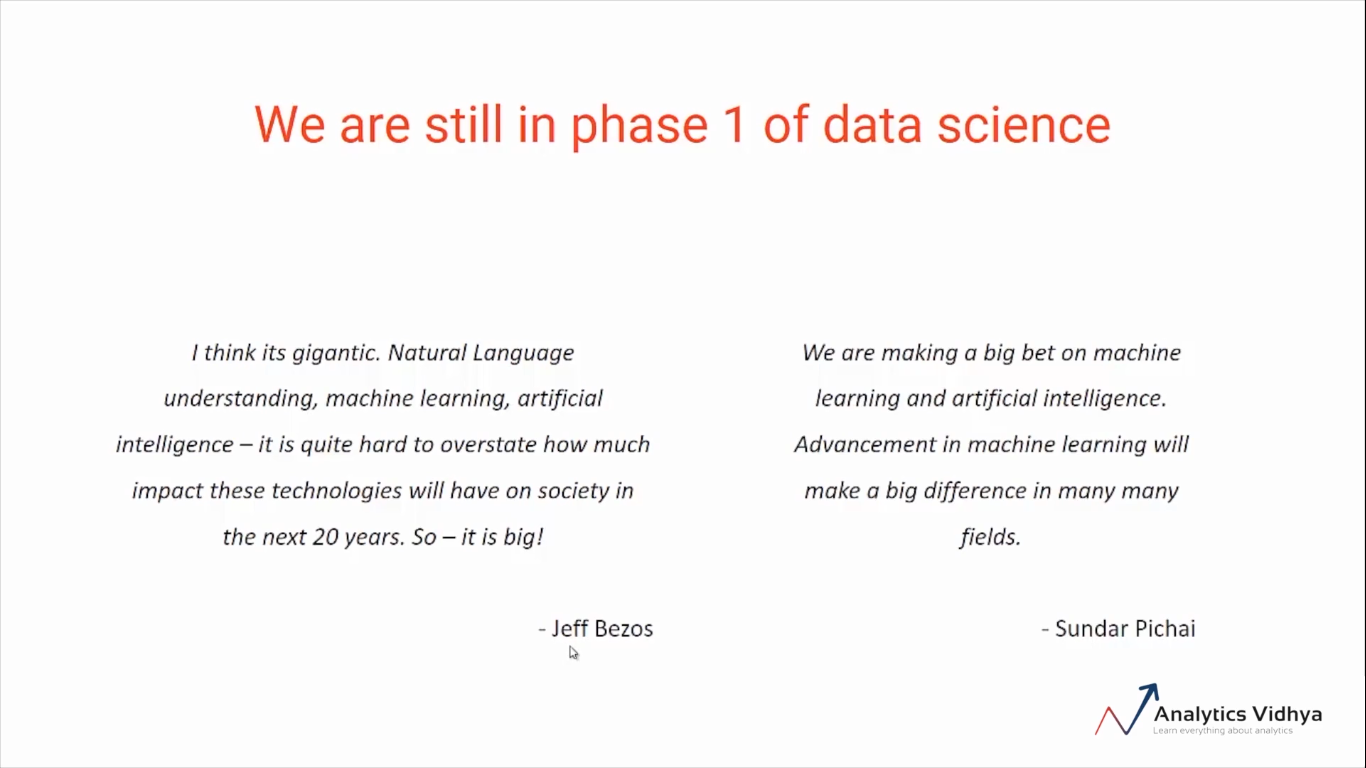 We are still in phase 1 of data science
I think its gigantic. Natural Language
understanding, machine learning, artificial
intelligence – it is quite hard to overstate how much
impact these technologies will have on society in
the next 20 years. So – it is big!
- Jeff Bezos
We are making a big bet on machine
learning and artificial intelligence.
Advancement in machine learning will
make a big difference in many many
fields.
- Sundar Pichai
Analytics Vidhya
Learn everything about analytics